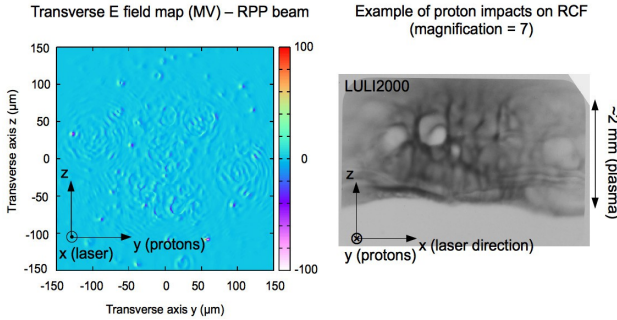 Transverse E field map (MV) – RPP beam
150
100
50
0
-50
-100
-150
Transverse axis z (µm)
z
y (protons)
x (laser)
-150 -100 -50 0 50 100 150
Transverse axis y (µm)
100
0
-100
Example of proton impacts on RCF
(magnification = 7)
LULI2000
~2 mm (plasma)
z
x (laser direction)
y (protons)